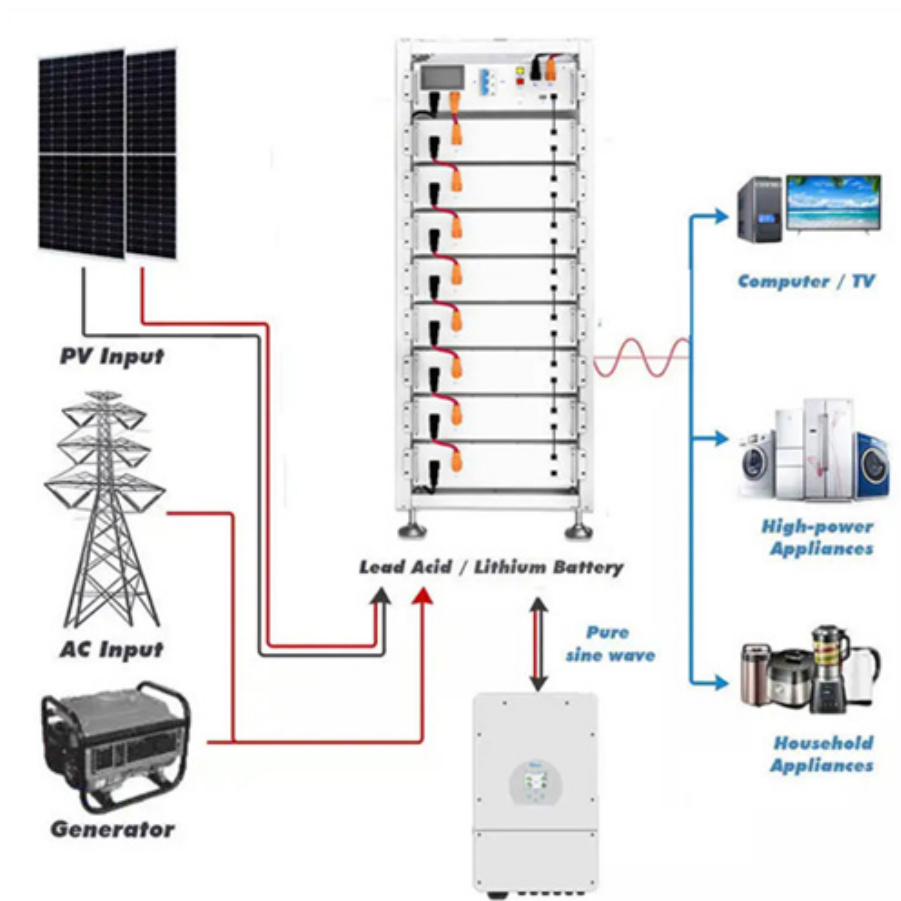 PV Input
AC Input
Generator
Lead Acid / Lithium Battery
Pure
sine wave
Computer / TV
High-power
Appliances
Household
Appliances